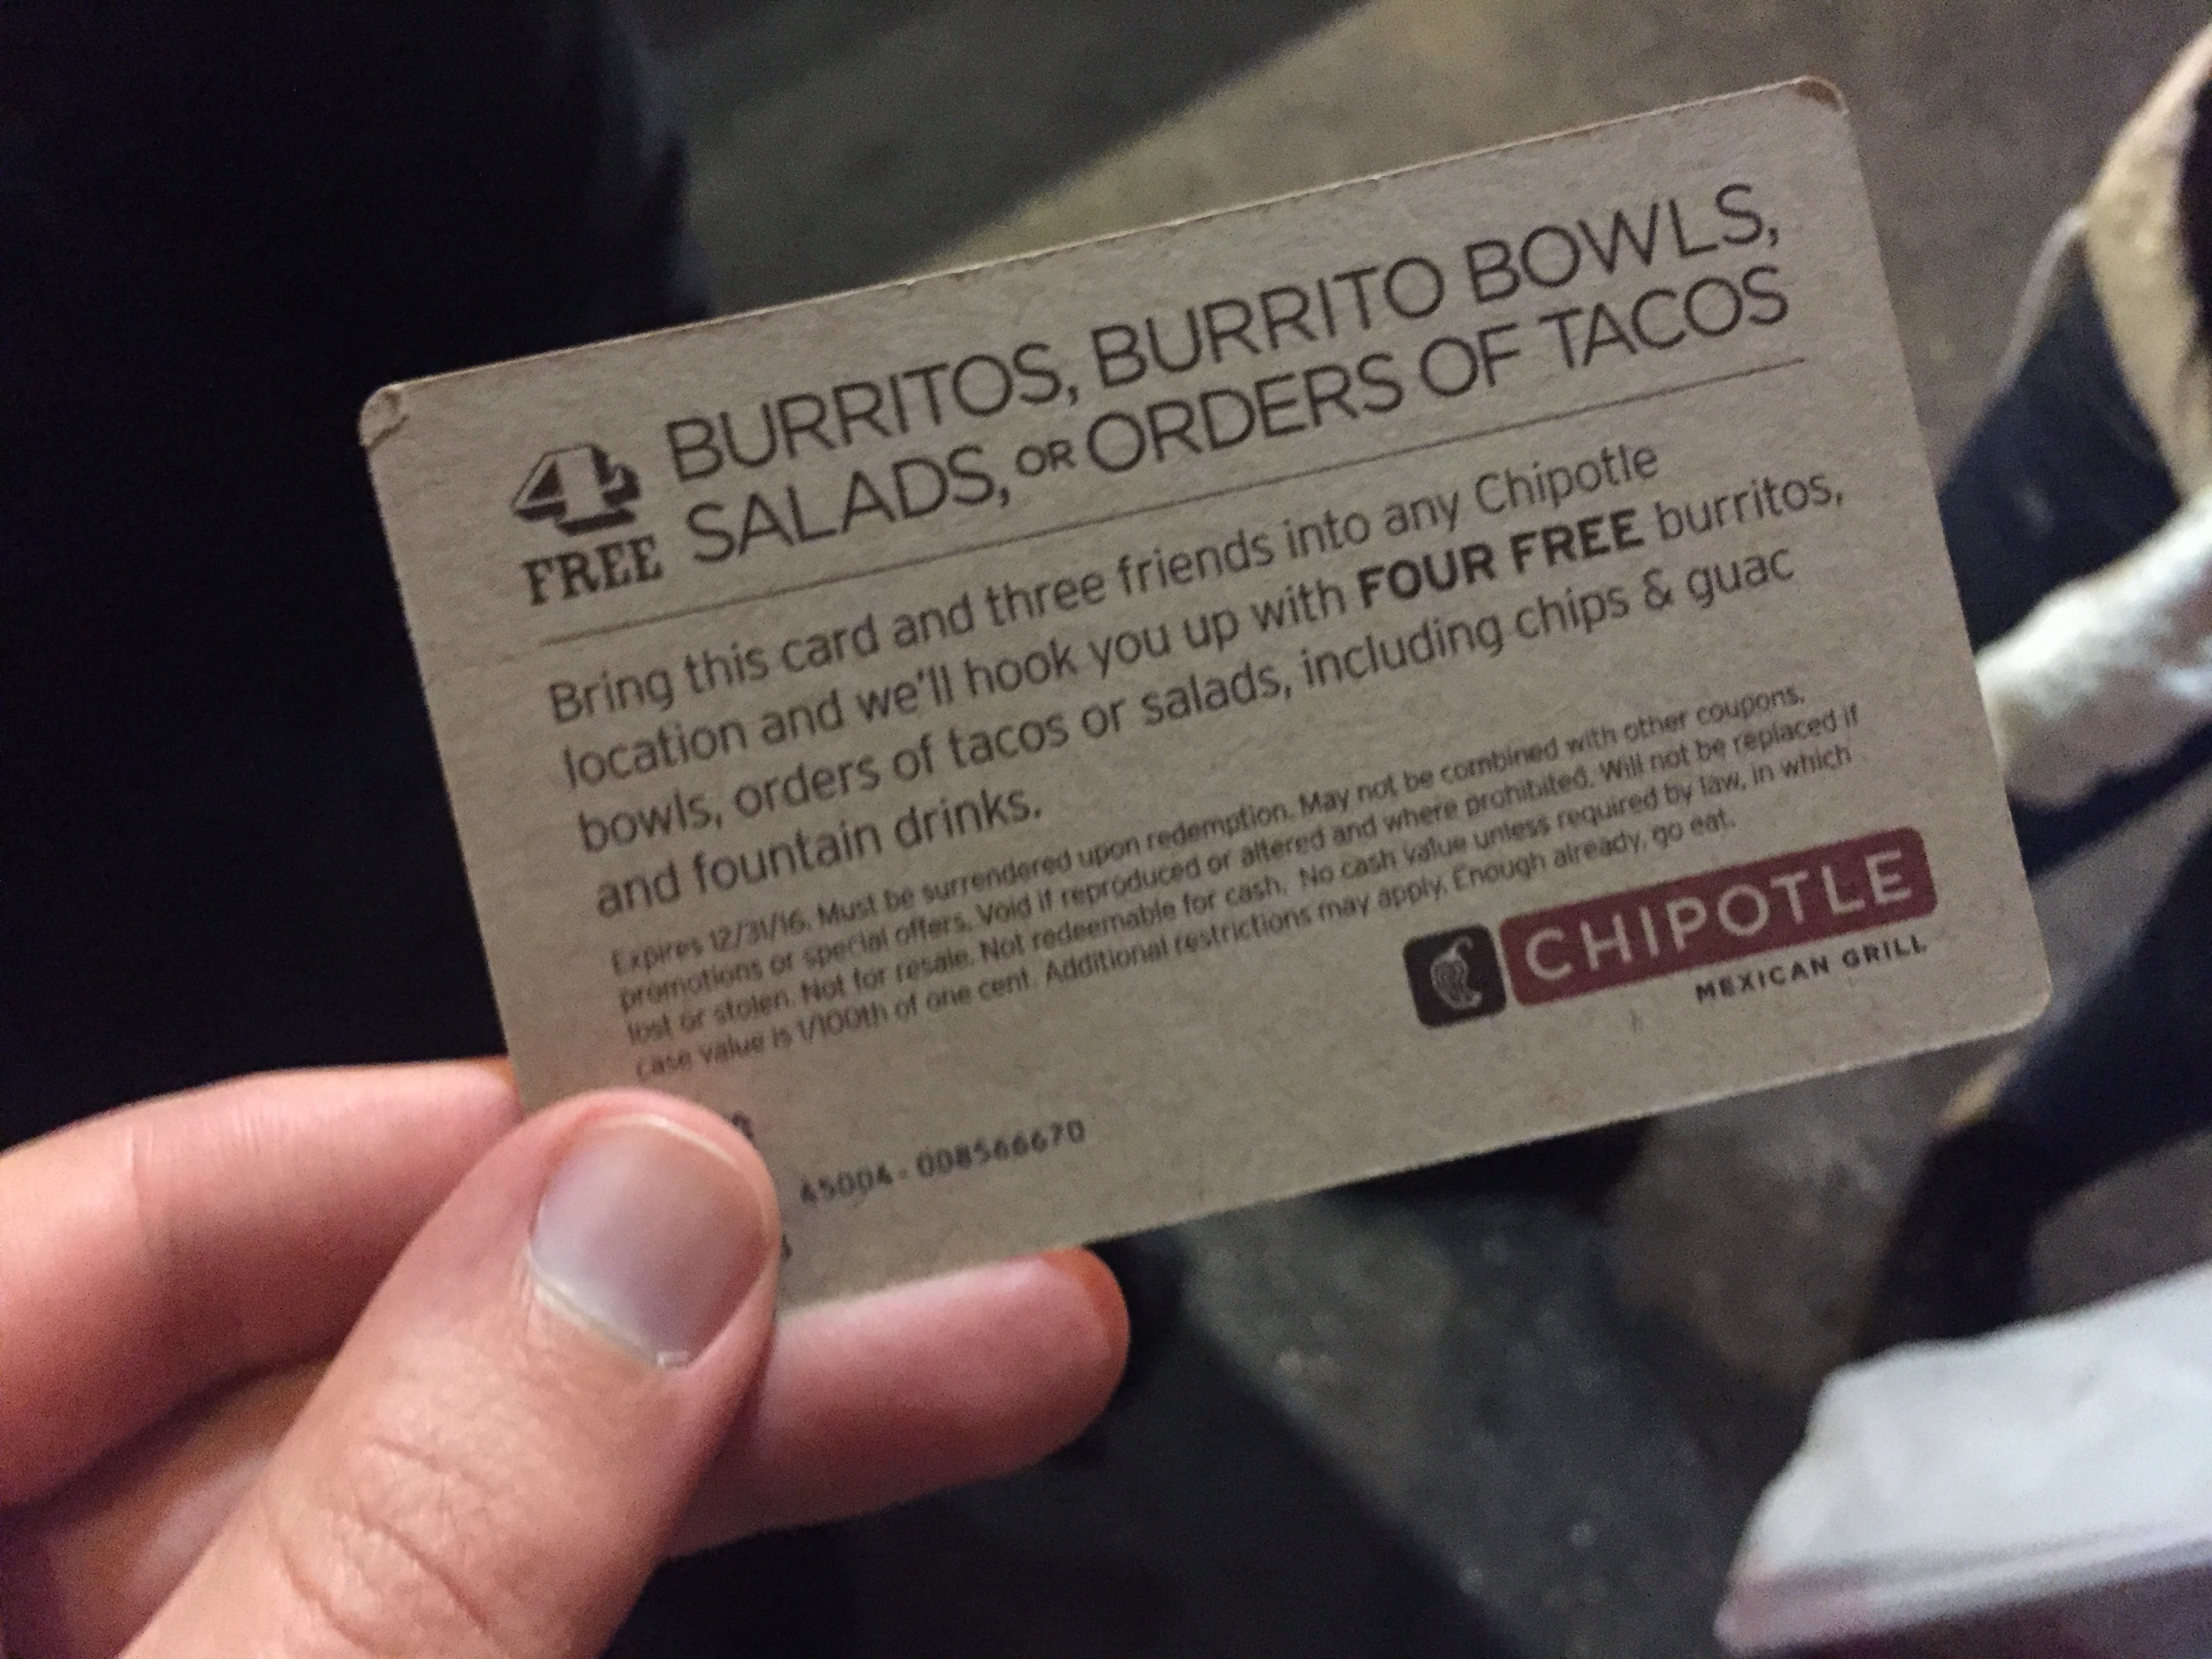 4 FREE
BURRITOS, BURRITO BOWLS,
SALADS, OR ORDERS OF TACOS
Bring this card and three friends into any Chipotle
location and we'll hook you up with FOUR FREE burritos,
bowls, orders of tacos or salads, including chips & guac
and fountain drinks.
Expires 12/31/16. Must be surrendered upon redemption. May not be combined with other coupons,
promotions or special offers. Void if reproduced or altered and where prohibited. Will not be replaced if
lost or stolen. Not for resale. Not redeemable for cash. No cash value unless required by law, in which
case value is 1/100th of one cent. Additional restrictions may apply. Enough already, go eat.
CHIPOTLE
MEXICAN GRILL
45004-008566670